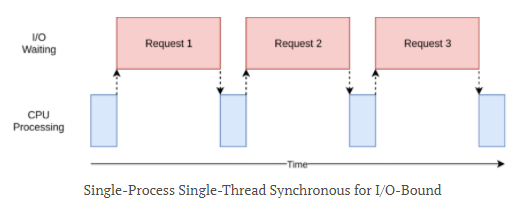 I/O
Waiting
Request 1
Request 2
Request 3
CPU
Processing
Time
Single-Process Single-Thread Synchronous for I/O-Bound